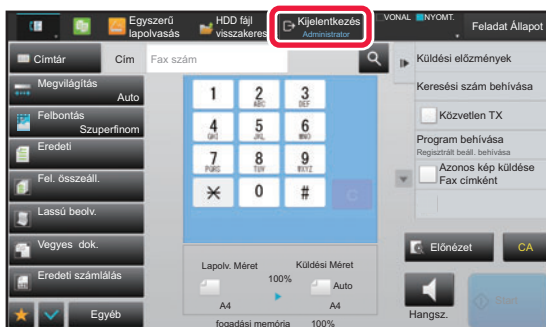 Egyszerű
lapolvasás
HDD fájl
visszakeres
Kijelentkezés
Administrator
VONAL
NYOMT.
Feladat Állapot
Címtár
Cím
Fax szám
Küldési előzmények
Megvilágítás
Auto
Keresési szám behívása
Felbontás
Szuperfinom
Közvetlen TX
Eredeti
Program behívása
Regisztrált beáll. behívása
Fel. összeáll.
Azonos kép küldése
Fax címként
Lassú beolv.
Vegyes dok.
Eredeti számlálás
Egyéb
1
2
ABC
3
DEF
4
GHI
5
JKL
6
MNO
7
PQRS
8
TUV
9
WXYZ
0
#
C
Lapolv. Méret
Küldési Méret
100%
Auto
A4
A4
fogadási memória 100%
Előnézet
CA
Hangsz.
Start